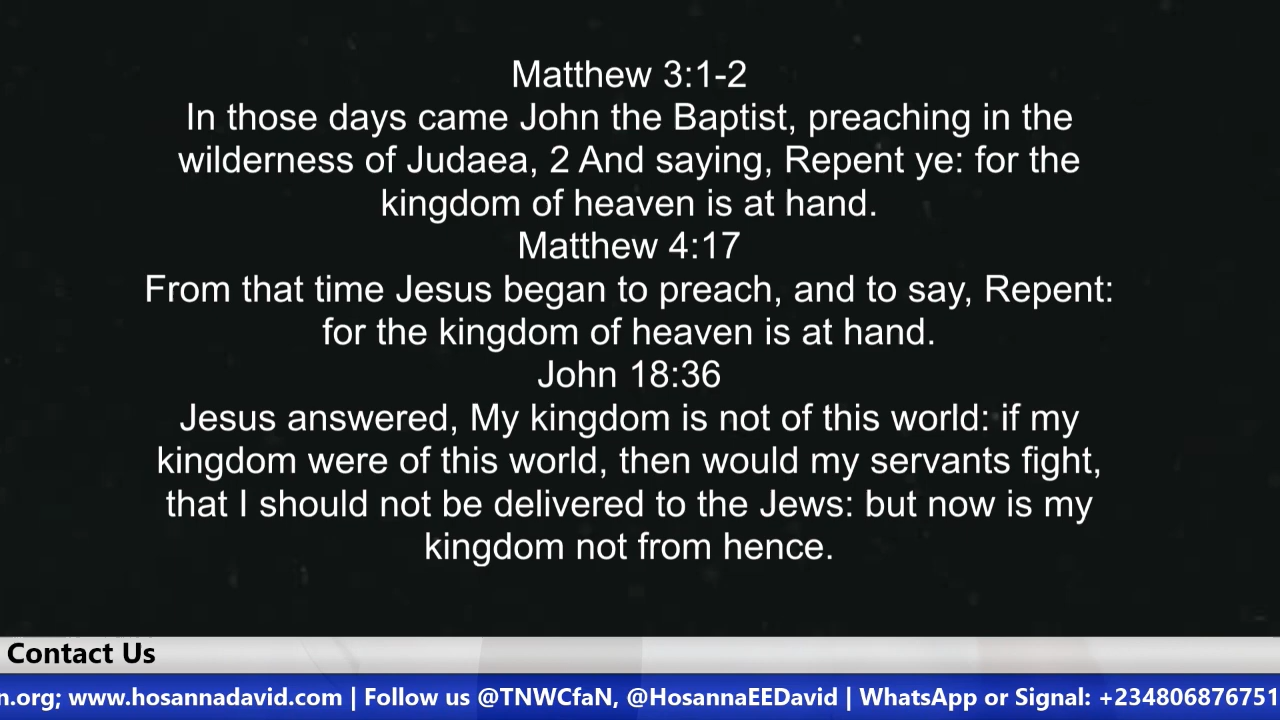 Matthew 3:1-2
In those days came John the Baptist, preaching in the
wilderness of Judaea, 2 And saying, Repent ye: for the
kingdom of heaven is at hand.
Matthew 4:17
From that time Jesus began to preach, and to say, Repent:
for the kingdom of heaven is at hand.
John 18:36
Jesus answered, My kingdom is not of this world: if my
kingdom were of this world, then would my servants fight,
that I should not be delivered to the Jews: but now is my
kingdom not from hence.
Contact Us
n.org; www.hosannadavid.com | Follow us @TNWCfaN, @HosannaEEDavid | WhatsApp or Signal: +234806876751